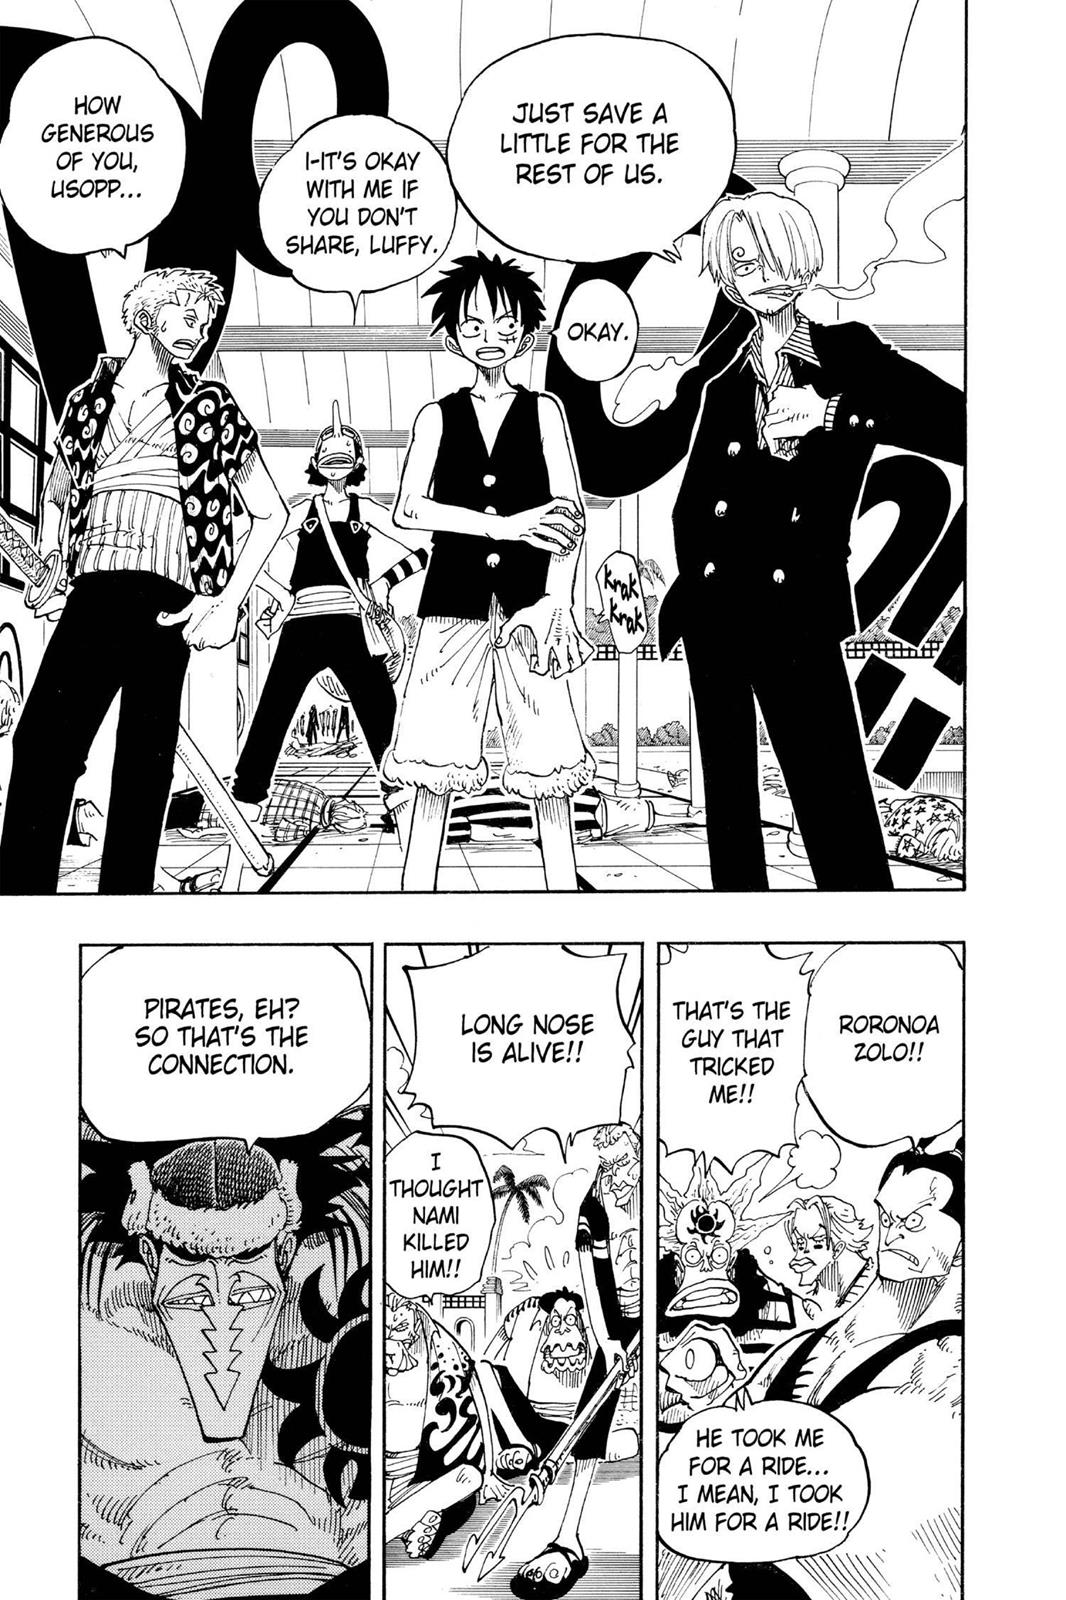 JUST SAVE A
LITTLE FOR THE
REST OF US.
OKAY.
I-IT'S OKAY
WITH ME IF
YOU DON'T
SHARE, LUFFY.
HOW
GENEROUS
OF YOU,
USOPP...
Krak
Krak
RORONOA
ZOLO!!
THAT'S THE
GUY THAT
TRICKED
ME!!
HE TOOK ME
FOR A RIDE...
I MEAN, I TOOK
HIM FOR A RIDE!!
LONG NOSE
IS ALIVE!!
I
THOUGHT
NAMI
KILLED
HIM!!
PIRATES, EH?
SO THAT'S THE
CONNECTION.